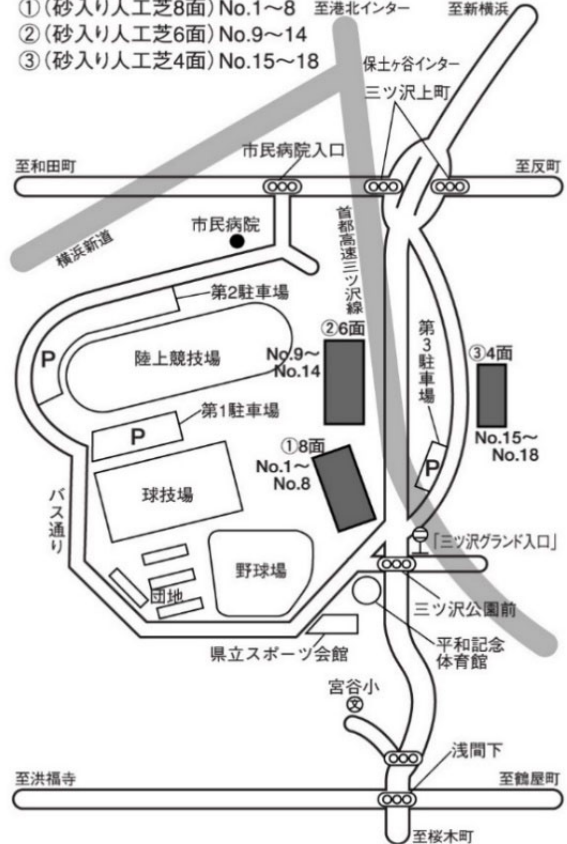 ①(砂入り人工芝8面)No.1～8
②(砂入り人工芝6面)No.9～14
③(砂入り人工芝4面)No.15～18
至港北インター
至新横浜
保土ヶ谷インター
三ツ沢上町
市民病院入口
至和田町
至反町
市民病院
横浜新道
首都高速三ツ沢線
第2駐車場
P
陸上競技場
②6面
No.9～
No.14
第3駐車場
③4面
No.15～
No.18
第1駐車場
P
①8面
No.1～
No.8
P
球技場
バス通り
「三ツ沢グランド入口」
野球場
団地
三ツ沢公園前
県立スポーツ会館
平和記念
体育館
宮谷小
文
浅間下
至洪福寺
至鶴屋町
至桜木町